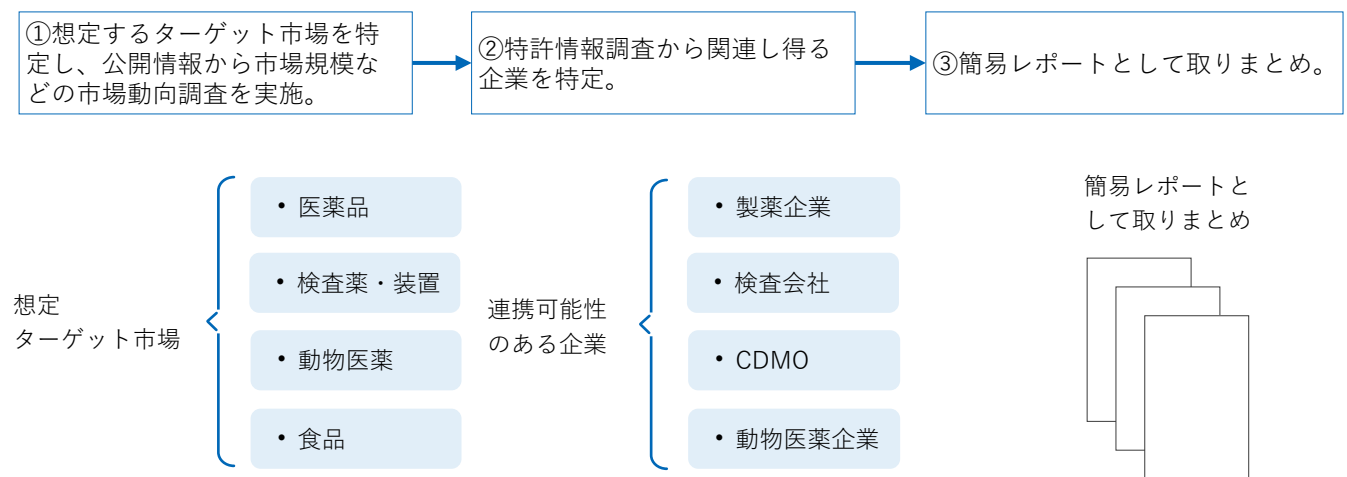 ①想定するターゲット市場を特
定し、公開情報から市場規模な
どの市場動向調査を実施。
②特許情報調査から関連し得る
企業を特定。
③簡易レポートとして取りまとめ。
想定
ターゲット市場
• 医薬品
• 検査薬・装置
• 動物医薬
• 食品
連携可能性
のある企業
• 製薬企業
• 検査会社
• CDMO
• 動物医薬企業
簡易レポートと
して取りまとめ